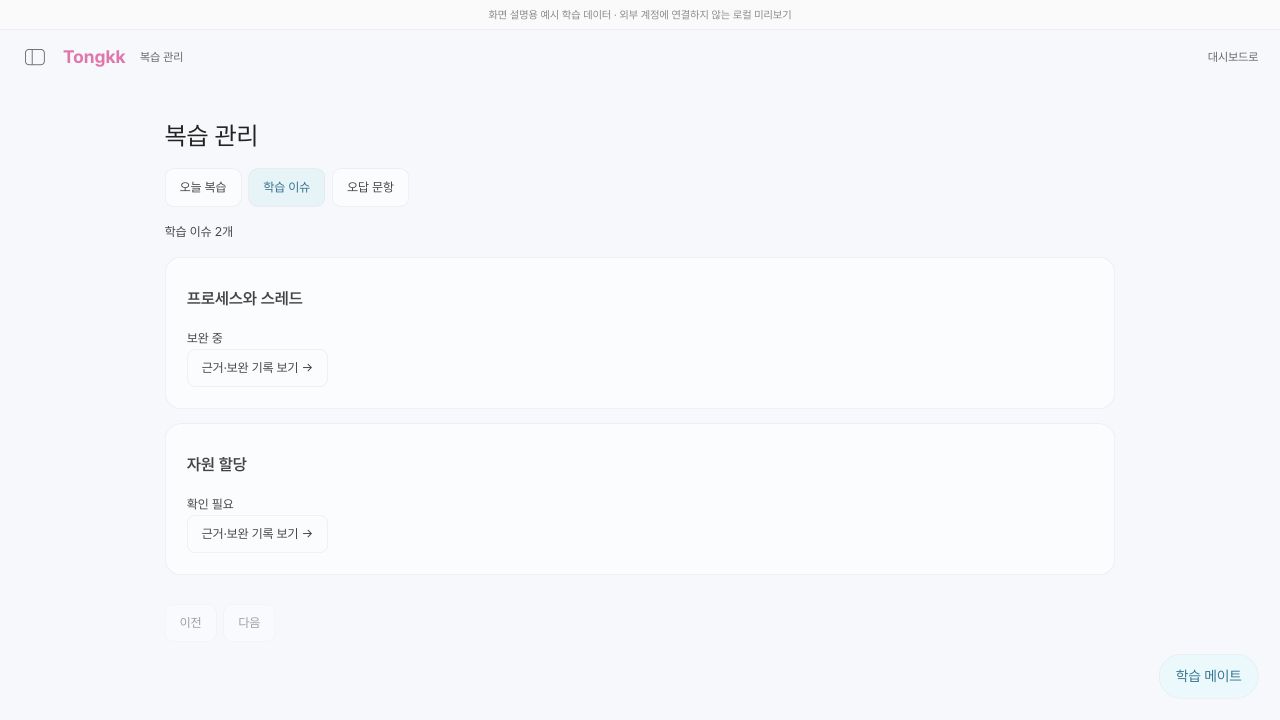 화면 설명용 예시 학습 데이터 · 외부 계정에 연결하지 않는 로컬 미리보기
Tongkk 복습 관리 대시보드로
복습 관리
오늘 복습 학습 이슈 오답 문항
학습 이슈 2개
프로세스와 스레드
보완 중
근거·보완 기록 보기 →
자원 할당
확인 필요
근거·보완 기록 보기 →
이전 다음
학습 메이트